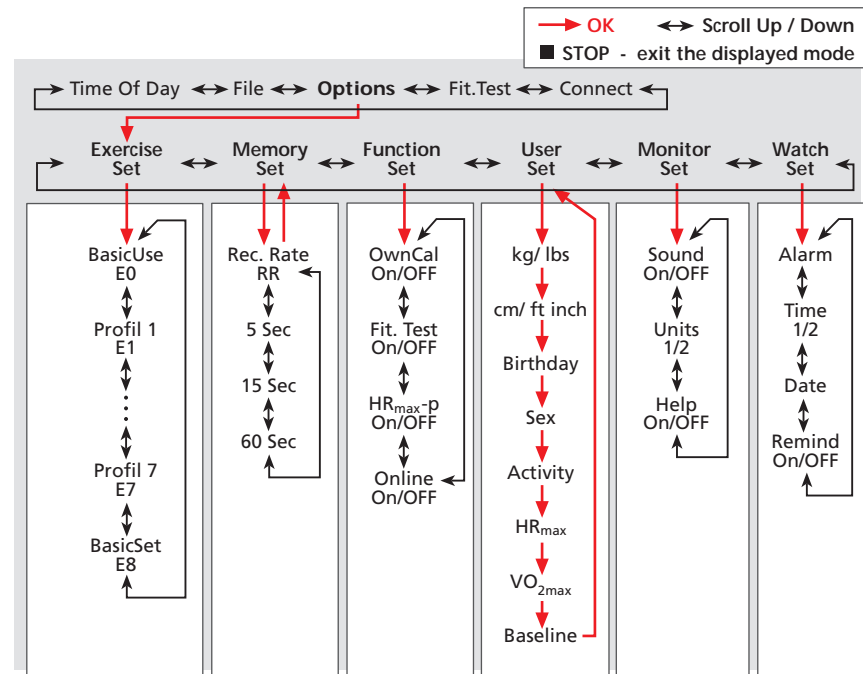 OK Scroll Up / Down
STOP - exit the displayed mode
Time Of Day File Options Fit.Test Connect
Exercise Set
Memory Set
Function Set
User Set
Monitor Set
Watch Set
BasicUse
E0
Profil 1
E1
Profil 7
E7
BasicSet
E8
Rec. Rate
RR
5 Sec
15 Sec
60 Sec
OwnCal
On/OFF
Fit. Test
On/OFF
HRmax-p
On/OFF
Online
On/OFF
kg/ lbs
cm/ ft inch
Birthday
Sex
Activity
HRmax
VO2max
Baseline
Sound
On/OFF
Units
1/2
Help
On/OFF
Alarm
Time
1/2
Date
Remind
On/OFF